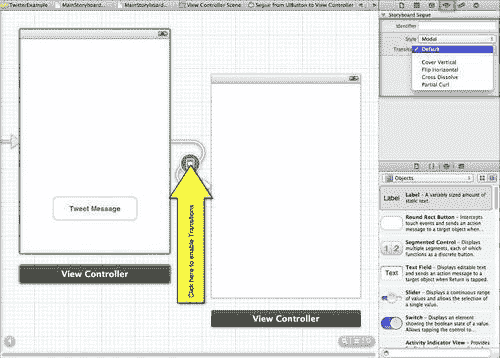 TwitterExample
MainStoryboard
MainStoryboard
View Controller Scene
Segue from UIButton to View Controller
Storyboard Segue
Identifier
Style Modal
Default
Cover Vertical
Flip Horizontal
Cross Dissolve
Partial Curl
Tweet Message
Click here to enable Transitions
View Controller
View Controller
Objects
Label
Label - A variably sized amount of
static text.
Round Rect Button - Intercepts
touch events and sends an action
message to a target object when...
1 2
Segmented Control - Displays
multiple segments, each of which
functions as a discrete button.
Text
Text Field - Displays editable text
and sends an action message to a
target object when Return is tapped.
Slider - Displays a continuous range
of values and allows the selection of
a single value.
Switch - Displays an element
showing the boolean state of a value.
Allows tapping the control to...
Activity Indicator View - Provides